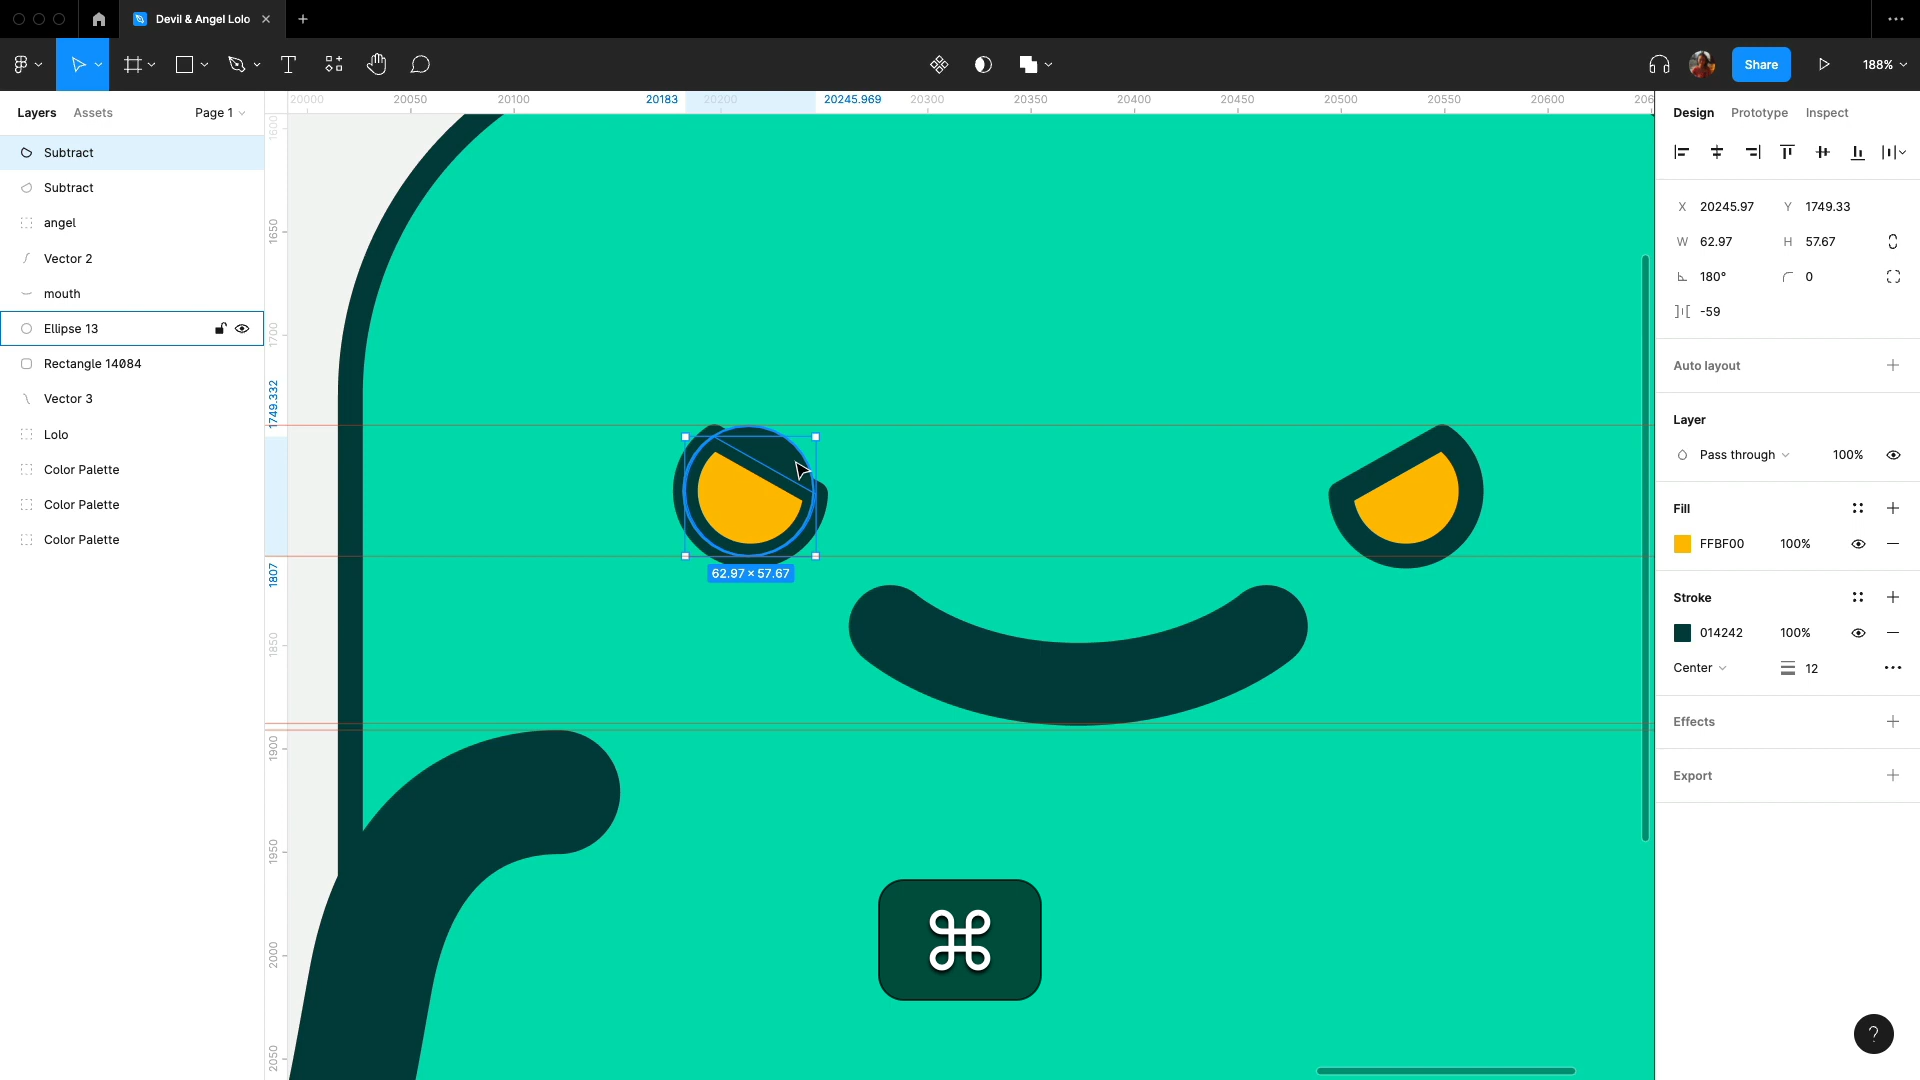 Devil & Angel Lolo
Share
188%
Layers Assets Page 1
Subtract
Subtract
angel
Vector 2
mouth
Ellipse 13
Rectangle 14084
Vector 3
Lolo
Color Palette
Color Palette
Color Palette
20000 20050 20100 20183 20200 20245.969 20300 20350 20400 20450 20500 20550 20600 206
1600
1650
1700
1749.332
1807
1850
1900
1950
2000
2050
62.97 × 57.67
⌘
Design Prototype Inspect
X 20245.97 Y 1749.33
W 62.97 H 57.67
180° 0
-59
Auto layout
Layer
Pass through 100%
Fill
FFBF00 100%
Stroke
014242 100%
Center 12
Effects
Export
?